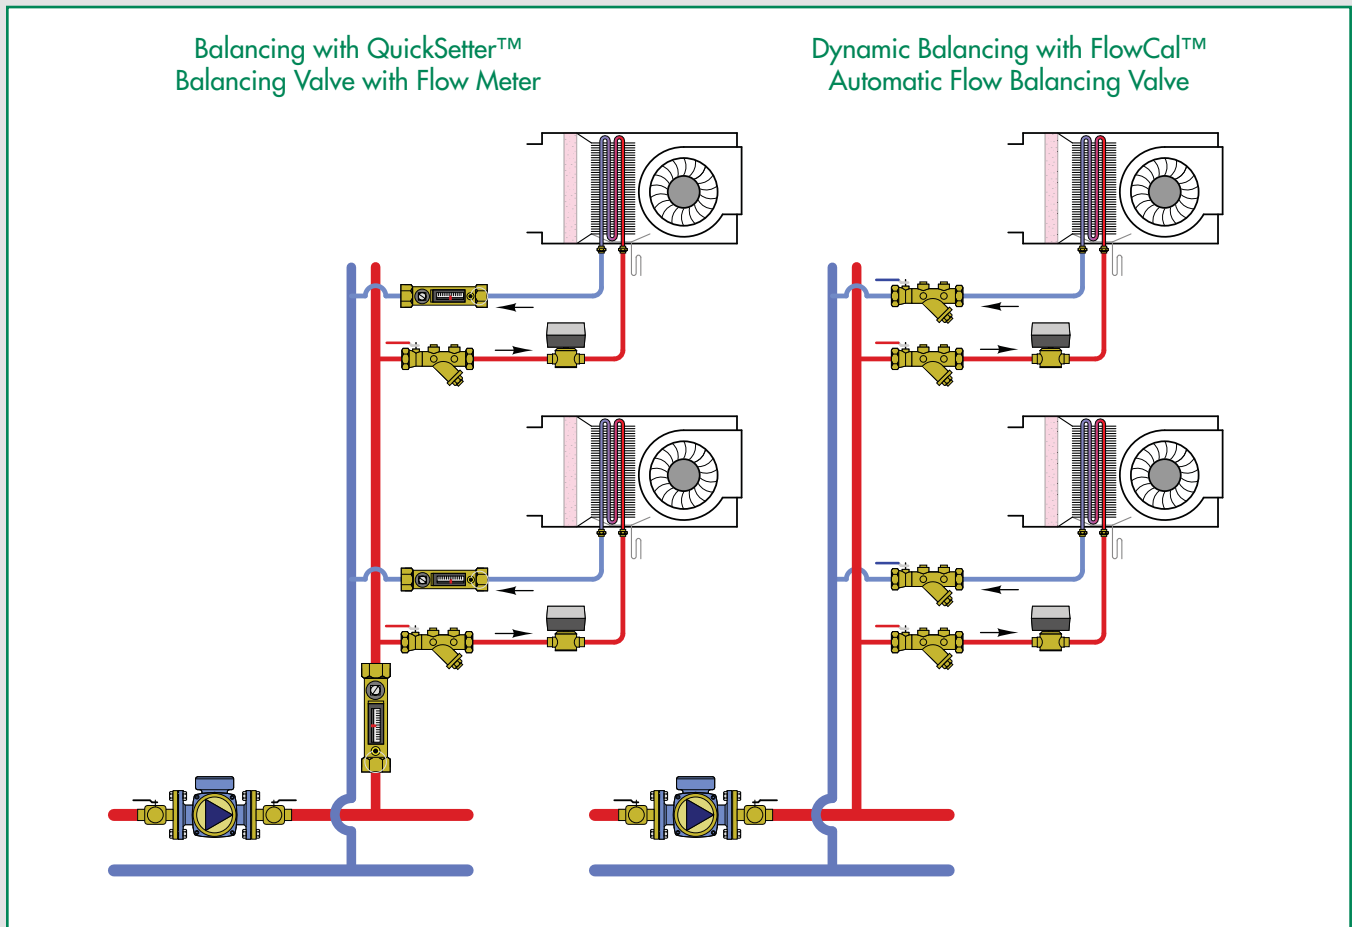 Balancing with QuickSetter™
Balancing Valve with Flow Meter
Dynamic Balancing with FlowCal™
Automatic Flow Balancing Valve